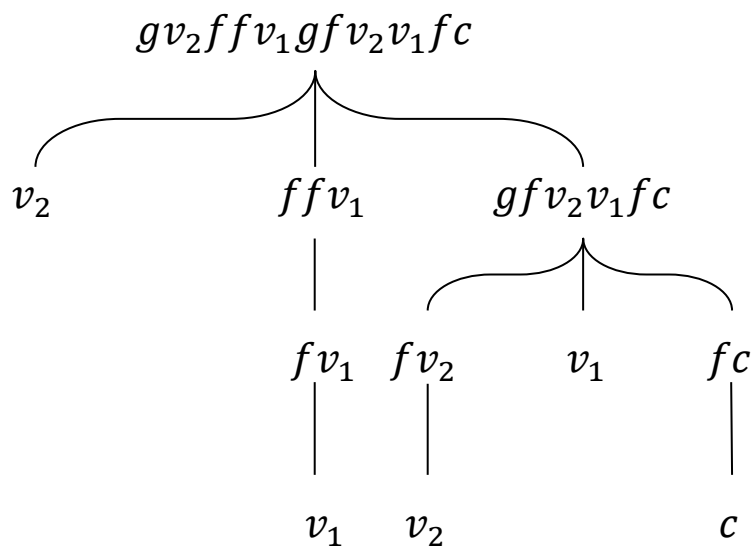 gv₂ffv₁gfv₂v₁fc
v₂ ffv₁ gfv₂v₁fc
fv₁ fv₂ v₁ fc
v₁ v₂ c